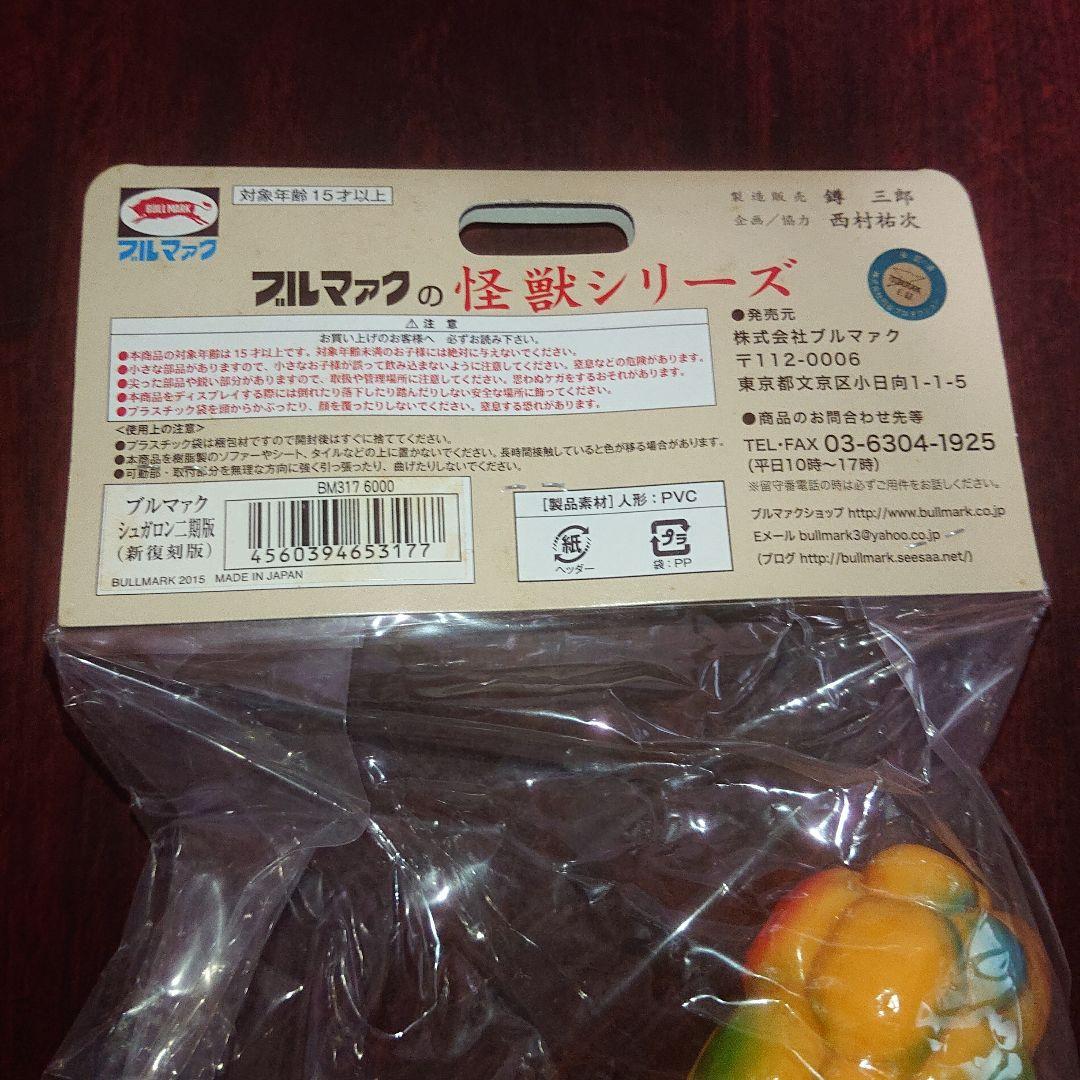 BULLMARK
ブルマァク
対象年齢15才以上
製造販売 鐏 三郎
企画/協力 西村祐次
ブルマァクの怪獣シリーズ
⚠注 意
お買い上げのお客様へ 必ずお読み下さい。
●本商品の対象年齢は15才以上です。対象年齢未満のお子様には絶対に与えないでください。
●小さな部品がありますので、小さなお子様が誤って飲み込まないように注意してください。窒息などの危険があります。
●尖った部品や鋭い部分がありますので、取扱や管理場所に注意してください。思わぬケガをするおそれがあります。
●本商品をディスプレイする際には倒れたり落下したり踏んだりしない安全な場所に飾ってください。
●プラスチック袋を頭からかぶったり、顔を覆ったりしないでください。窒息する恐れがあります。
<使用上の注意>
●プラスチック袋は梱包材ですので開封後はすぐに捨ててください。
●本商品を樹脂製のソファーやシート、タイルなどの上に置かないでください。長時間接触していると色が移る場合があります。
●可動部・取付部分を無理な方向に強く引っ張ったり、曲げたりしないでください。
●発売元
株式会社ブルマァク
〒112-0006
東京都文京区小日向1-1-5
●商品のお問合わせ先等
TEL・FAX 03-6304-1925
(平日10時〜17時)
※留守番電話の時は必ずご用件をお話しください。
ブルマァクショップ http://www.bullmark.co.jp
Eメール bullmark3@yahoo.co.jp
(ブログ http://bullmark.seesaa.net/)
ブルマァク
シュガロン二期版
(新復刻版)
BM317 6000
4560394653177
BULLMARK 2015 MADE IN JAPAN
[製品素材]人形:PVC
紙
ヘッダー
プラ
袋:PP